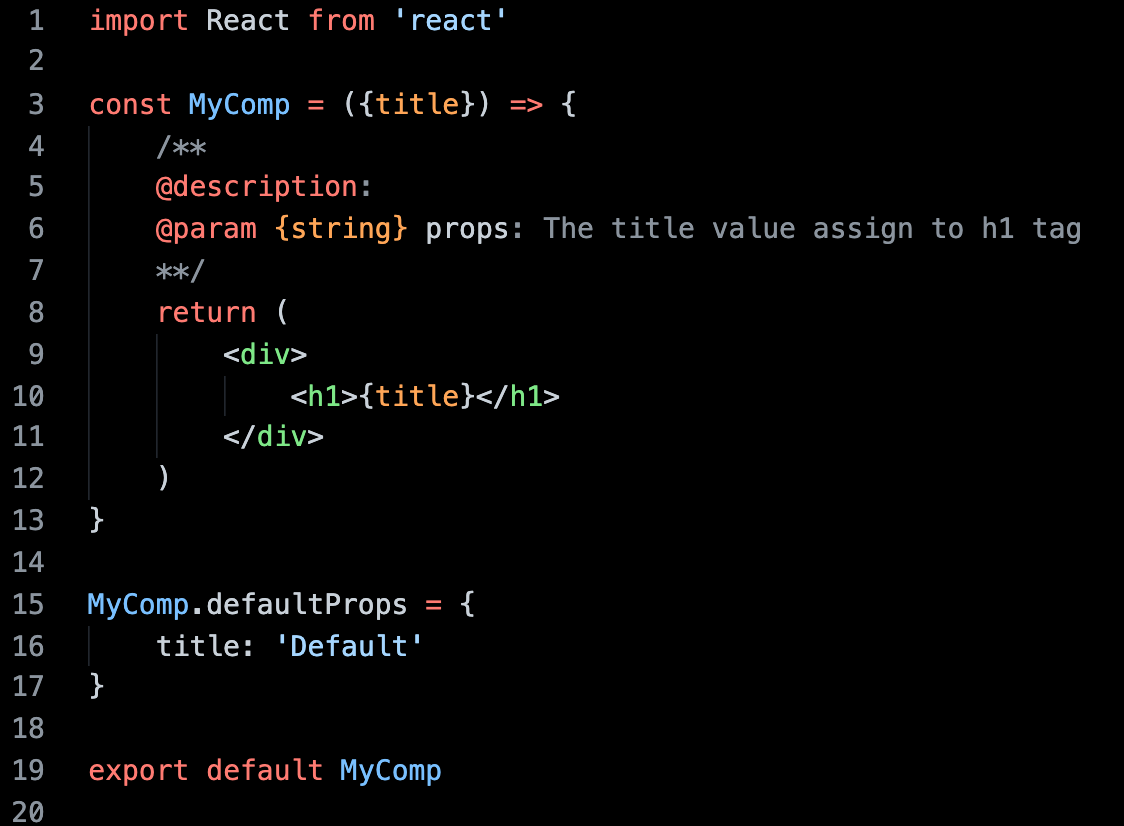 1 import React from 'react'
2
3 const MyComp = ({title}) => {
4 /**
5 @description:
6 @param {string} props: The title value assign to h1 tag
7 **/
8 return (
9 <div>
10 <h1>{title}</h1>
11 </div>
12 )
13 }
14
15 MyComp.defaultProps = {
16 title: 'Default'
17 }
18
19 export default MyComp
20